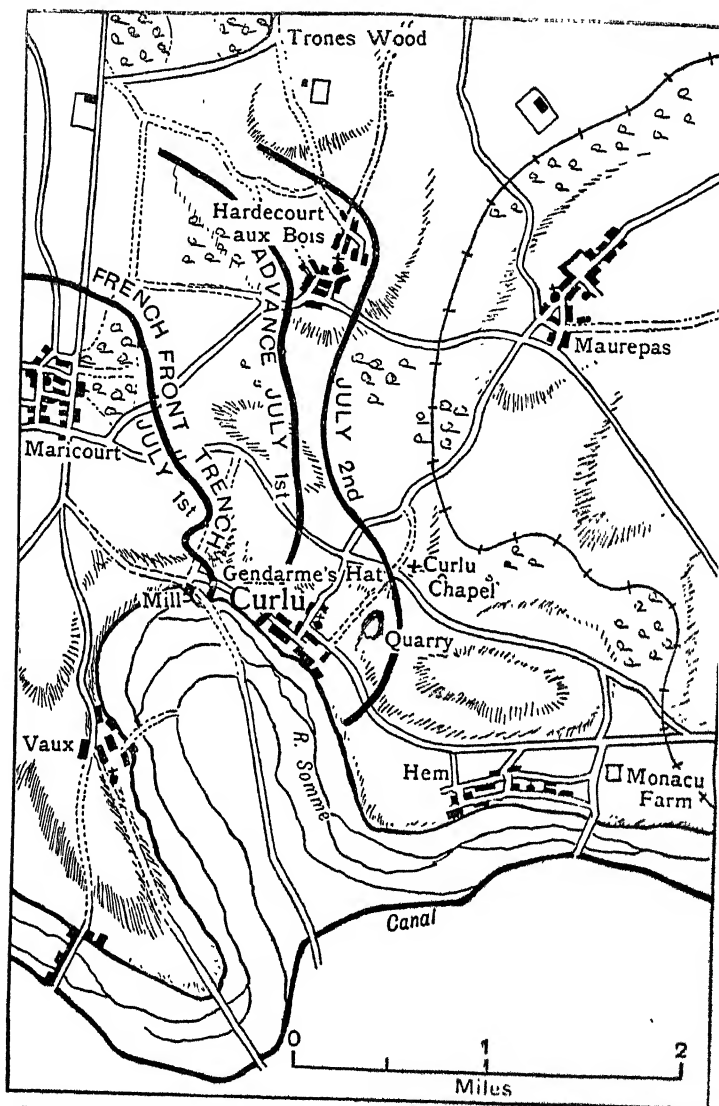 Trones Wood
Hardecourt
aux Bois
ADVANCE JULY 1st
FRENCH FRONT TRENCH
JULY 1st
JULY 2nd
Maurepas
Maricourt
Gendarme's Hat
Curlu
Chapel
Mill
Curlu
Quarry
Vaux
R. Somme
Hem
Monacu
Farm
Canal
0 1 2
Miles